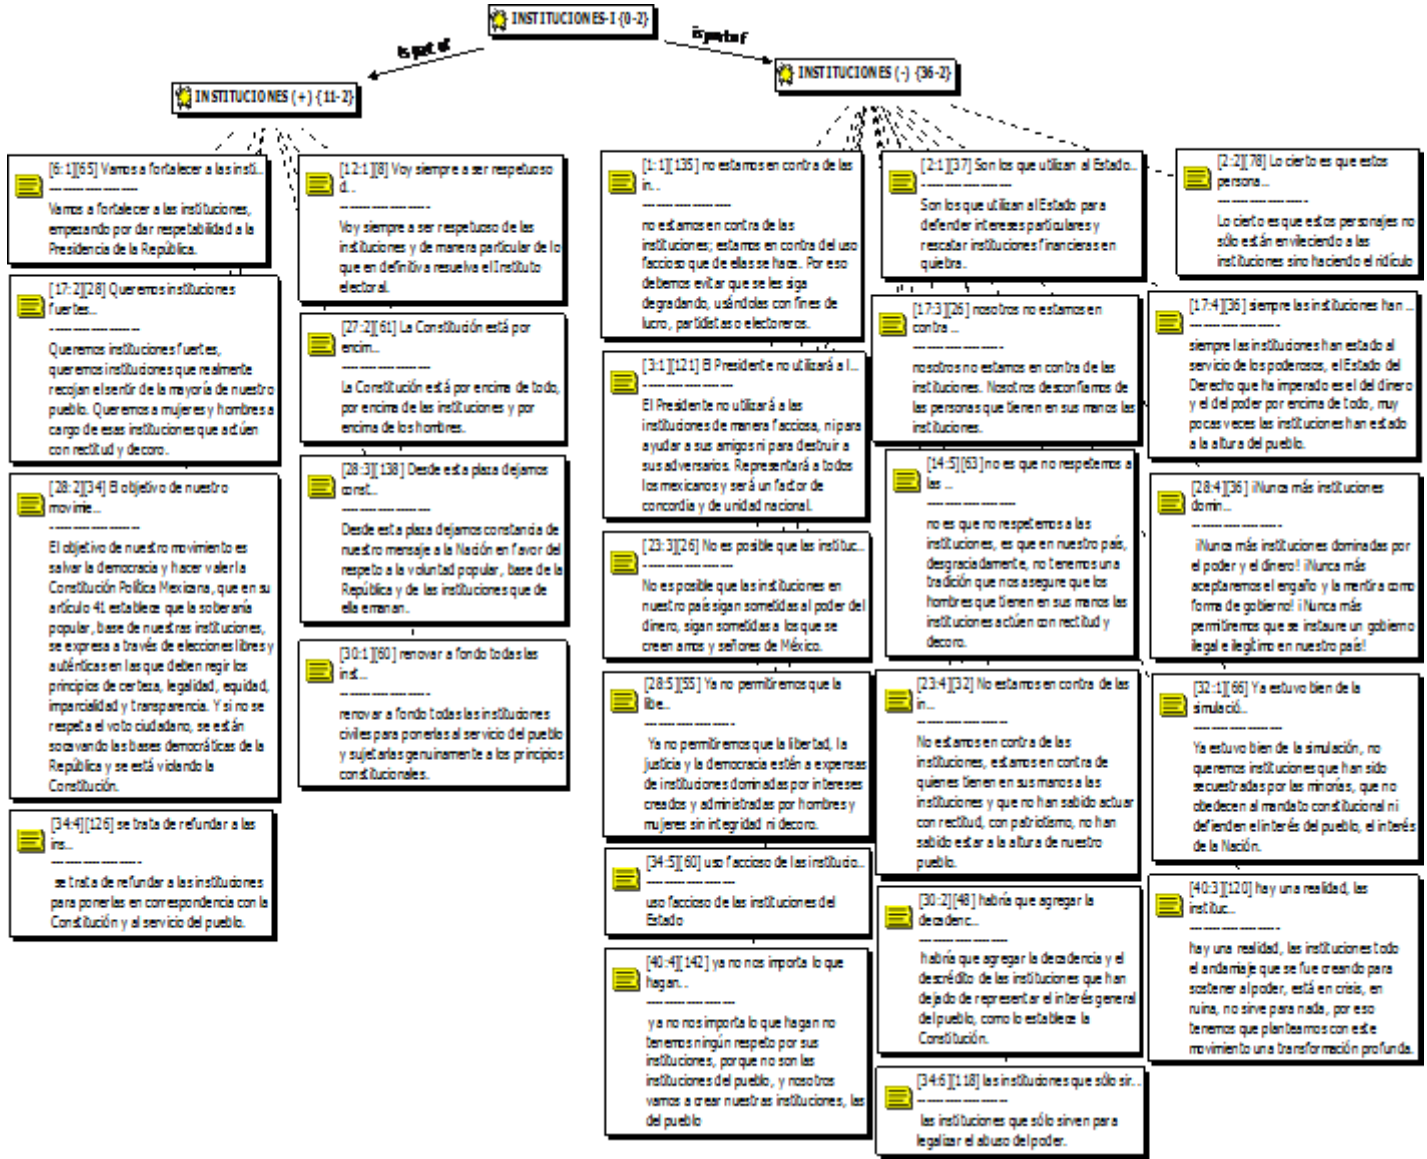 INSTITUCIONES-I {0-2}
is part of
is part of
INSTITUCIONES (+) {11-2}
INSTITUCIONES (-) {36-2}
[6:1][65] Vamos a fortalecer a las insti..
Vamos a fortalecer a las instituciones,
empezando por dar respetabilidad a la
Presidencia de la República.
[17:2][28] Queremos instituciones
fuertes...
Queremos instituciones fuertes,
queremos instituciones que realmente
recojan el sentir de la mayoría de nuestro
pueblo. Queremos a mujeres y hombres a
cargo de esas instituciones que actúen
con rectitud y decoro.
[28:2][34] El objetivo de nuestro
movimie...
El objetivo de nuestro movimiento es
salvar la democracia y hacer valer la
Constitución Política Mexicana, que en su
artículo 41 establece que la soberanía
popular, base de nuestras instituciones,
se expresa a través de elecciones libres y
auténticas en las que deben regir los
principios de certeza, legalidad, equidad,
imparcialidad y transparencia. Y si no se
respeta el voto ciudadano, se están
socavando las bases democráticas de la
República y se está violando la
Constitución.
[34:4][126] se trata de refundar a las
ins...
se trata de refundar a las instituciones
para ponerlas en correspondencia con la
Constitución y al servicio del pueblo.
[12:1][8] Voy siempre a ser respetuoso
d...
Voy siempre a ser respetuoso de las
instituciones y de manera particular de lo
que en definitiva resuelva el Instituto
electoral.
[27:2][61] La Constitución está por
encim...
La Constitución está por encima de todo,
por encima de las instituciones y por
encima de los hombres.
[28:3][138] Desde esta plaza dejamos
const...
Desde esta plaza dejamos constancia de
nuestro mensaje a la Nación en favor del
respeto a la voluntad popular, base de la
República y de las instituciones que de
ella emanan.
[30:1][60] renovar a fondo todas las
inst...
renovar a fondo todas las instituciones
civiles para ponerlas al servicio del pueblo
y sujetarlas genuinamente a los principios
constitucionales.
[1:1][135] no estamos en contra de las
in...
no estamos en contra de las
instituciones; estamos en contra del uso
faccioso que de ellas se hace. Por eso
debemos evitar que se les siga
degradando, usándolas con fines de
lucro, partidistas o electoreros.
[3:1][121] El Presidente no utilizará a l...
El Presidente no utilizará a las
instituciones de manera facciosa, ni para
ayudar a sus amigos ni para destruir a
sus adversarios. Representará a todos
los mexicanos y será un factor de
concordia y de unidad nacional.
[23:3][26] No es posible que las instituc...
No es posible que las instituciones en
nuestro país sigan sometidas al poder del
dinero, sigan sometidas a los que se
creen amos y señores de México.
[28:5][55] Ya no permitiremos que la
libe...
Ya no permitiremos que la libertad, la
justicia y la democracia estén a expensas
de instituciones dominadas por intereses
creados y administradas por hombres y
mujeres sin integridad ni decoro.
[34:5][60] uso faccioso de las institucio...
uso faccioso de las instituciones del
Estado
[40:4][142] ya no nos importa lo que
hagan...
ya no nos importa lo que hagan no
tenemos ningún respeto por sus
instituciones, porque no son las
instituciones del pueblo, y nosotros
vamos a crear nuestras instituciones, las
del pueblo
[2:1][37] Son los que utilizan al Estado...
Son los que utilizan al Estado para
defender intereses particulares y
rescatar instituciones financieras en
quiebra.
[17:3][26] nosotros no estamos en
contra ...
nosotros no estamos en contra de las
instituciones. Nosotros desconfiamos de
las personas que tienen en sus manos las
instituciones.
[14:5][63] no es que no respetemos a
las ...
no es que no respetemos a las
instituciones, es que en nuestro país,
desgraciadamente, no tenemos una
tradición que nos asegure que los
hombres que tienen en sus manos las
instituciones actúen con rectitud y
decoro.
[23:4][32] No estamos en contra de las
in...
No estamos en contra de las
instituciones, estamos en contra de
quienes tienen en sus manos a las
instituciones y que no han sabido actuar
con rectitud, con patriotismo, no han
sabido estar a la altura de nuestro
pueblo.
[30:2][48] habría que agregar la
decadenc...
habría que agregar la decadencia y el
descrédito de las instituciones que han
dejado de representar el interés general
del pueblo, como lo establece la
Constitución.
[34:6][118] las instituciones que sólo sir...
las instituciones que sólo sirven para
legalizar el abuso del poder.
[2:2][78] Lo cierto es que estos
persona...
Lo cierto es que estos personajes no
sólo están envileciendo a las
instituciones sino haciendo el ridículo
[17:4][36] siempre las instituciones han ...
siempre las instituciones han estado al
servicio de los poderosos, el Estado del
Derecho que ha imperado es el del dinero
y el del poder por encima de todo, muy
pocas veces las instituciones han estado
a la altura del pueblo.
[28:4][36] ¡Nunca más instituciones
domin...
¡Nunca más instituciones dominadas por
el poder y el dinero! ¡Nunca más
aceptaremos el engaño y la mentira como
forma de gobierno! ¡Nunca más
permitiremos que se instaure un gobierno
ilegal e ilegítimo en nuestro país!
[32:1][66] Ya estuvo bien de la
simulació...
Ya estuvo bien de la simulación, no
queremos instituciones que han sido
secuestradas por las minorías, que no
obedecen al mandato constitucional ni
defienden el interés del pueblo, el interés
de la Nación.
[40:3][120] hay una realidad, las
instituc...
hay una realidad, las instituciones todo
el andamiaje que se fue creando para
sostener al poder, está en crisis, en
ruina, no sirve para nada, por eso
tenemos que plantearnos con este
movimiento una transformación profunda.